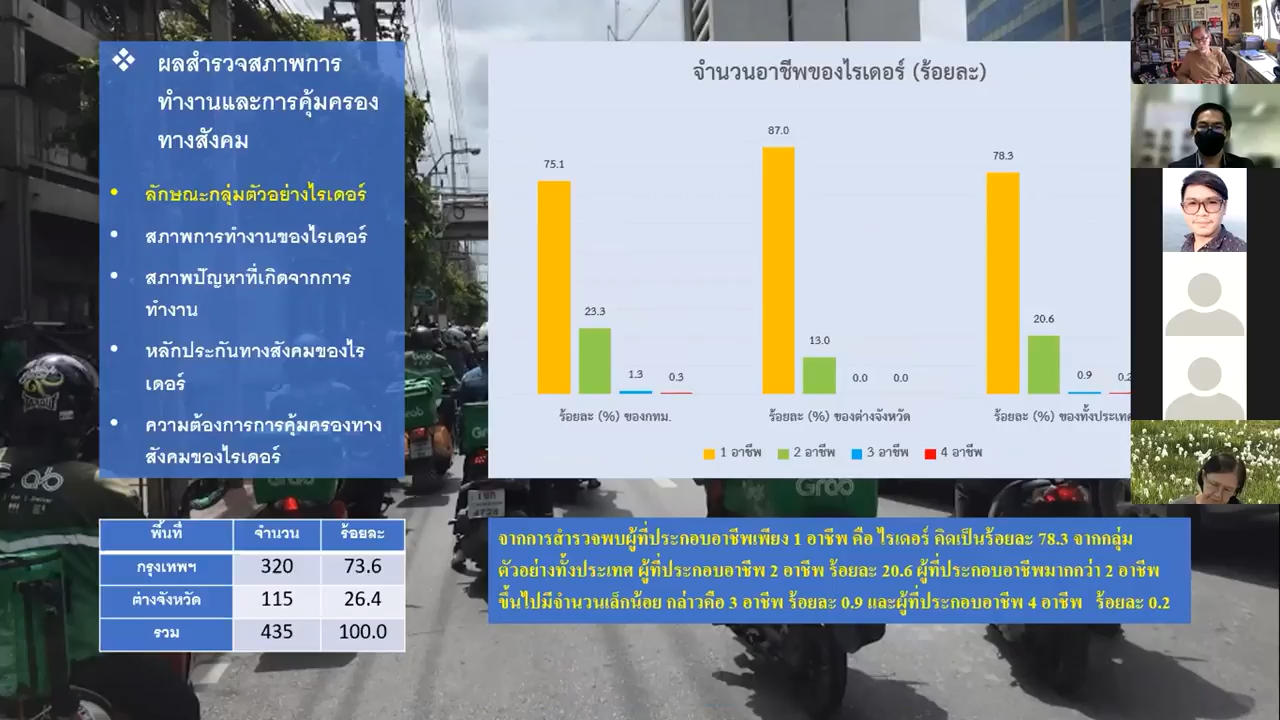 ❖ ผลสำรวจสภาพการ
ทำงานและการคุ้มครอง
ทางสังคม
• ลักษณะกลุ่มตัวอย่างไรเดอร์
• สภาพการทำงานของไรเดอร์
• สภาพปัญหาที่เกิดจากการ
ทำงาน
• หลักประกันทางสังคมของไร
เดอร์
• ความต้องการการคุ้มครองทาง
สังคมของไรเดอร์
จำนวนอาชีพของไรเดอร์ (ร้อยละ)
75.1 23.3 1.3 0.3
87.0 13.0 0.0 0.0
78.3 20.6 0.9 0.2
ร้อยละ (%) ของกทม. ร้อยละ (%) ของต่างจังหวัด ร้อยละ (%) ของทั้งประเทศ
1 อาชีพ 2 อาชีพ 3 อาชีพ 4 อาชีพ
พื้นที่ จำนวน ร้อยละ
กรุงเทพฯ 320 73.6
ต่างจังหวัด 115 26.4
รวม 435 100.0
จากการสำรวจพบผู้ที่ประกอบอาชีพเพียง 1 อาชีพ คือ ไรเดอร์ คิดเป็นร้อยละ 78.3 จากกลุ่ม
ตัวอย่างทั้งประเทศ ผู้ที่ประกอบอาชีพ 2 อาชีพ ร้อยละ 20.6 ผู้ที่ประกอบอาชีพมากกว่า 2 อาชีพ
ขึ้นไปมีจำนวนเล็กน้อย กล่าวคือ 3 อาชีพ ร้อยละ 0.9 และผู้ที่ประกอบอาชีพ 4 อาชีพ ร้อยละ 0.2
Grab
Grab